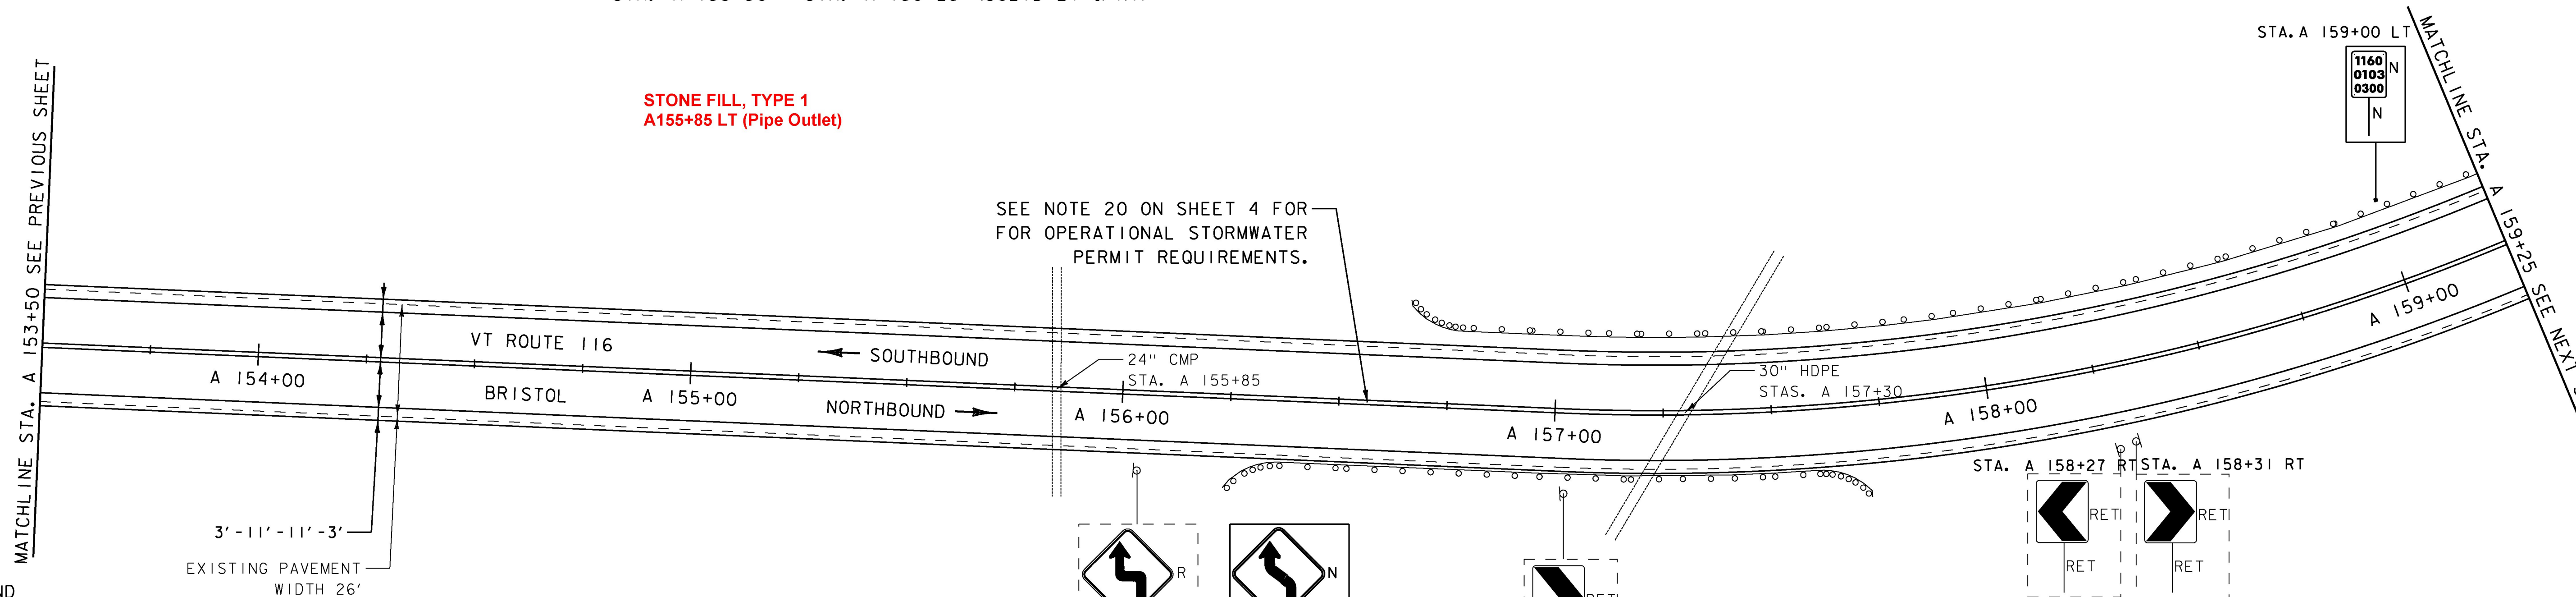 STA. A 159+00 LT
1160
0103
0300
N
N
MATCHLINE STA. A 153+50 SEE PREVIOUS SHEET
STONE FILL, TYPE 1
A155+85 LT (Pipe Outlet)
MATCHLINE STA. A 159+25 SEE NEXT
SEE NOTE 20 ON SHEET 4 FOR
FOR OPERATIONAL STORMWATER
PERMIT REQUIREMENTS.
VT ROUTE 116
SOUTHBOUND
24" CMP
STA. A 155+85
30" HDPE
STAS. A 157+30
A 154+00
BRISTOL
A 155+00
NORTHBOUND
A 156+00
A 157+00
A 158+00
A 159+00
STA. A 158+27 RT
STA. A 158+31 RT
3'-11'-11'-3'
EXISTING PAVEMENT
WIDTH 26'
R
N
RET
RET
RET
RET
RET
ND